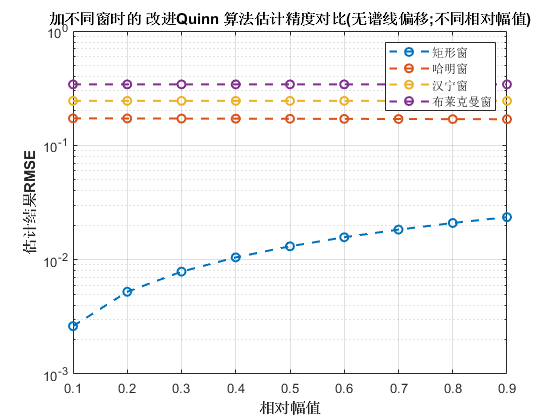 加不同窗时的 改进Quinn 算法估计精度对比(无谱线偏移;不同相对幅值)
10^0
10^-1
10^-2
10^-3
估计结果RMSE
矩形窗
哈明窗
汉宁窗
布莱克曼窗
0.1 0.2 0.3 0.4 0.5 0.6 0.7 0.8 0.9
相对幅值